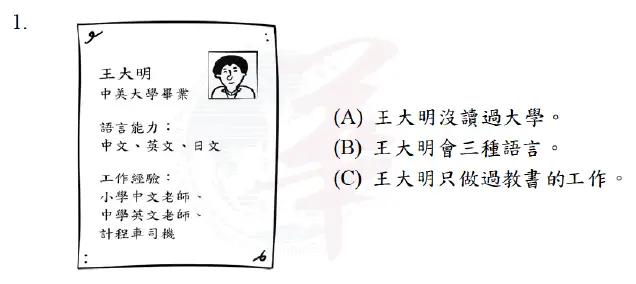 1.
王大明
中美大學畢業
語言能力：
中文、英文、日文
工作經驗：
小學中文老師、
中學英文老師、
計程車司機
(A) 王大明沒讀過大學。
(B) 王大明會三種語言。
(C) 王大明只做過教書的工作。